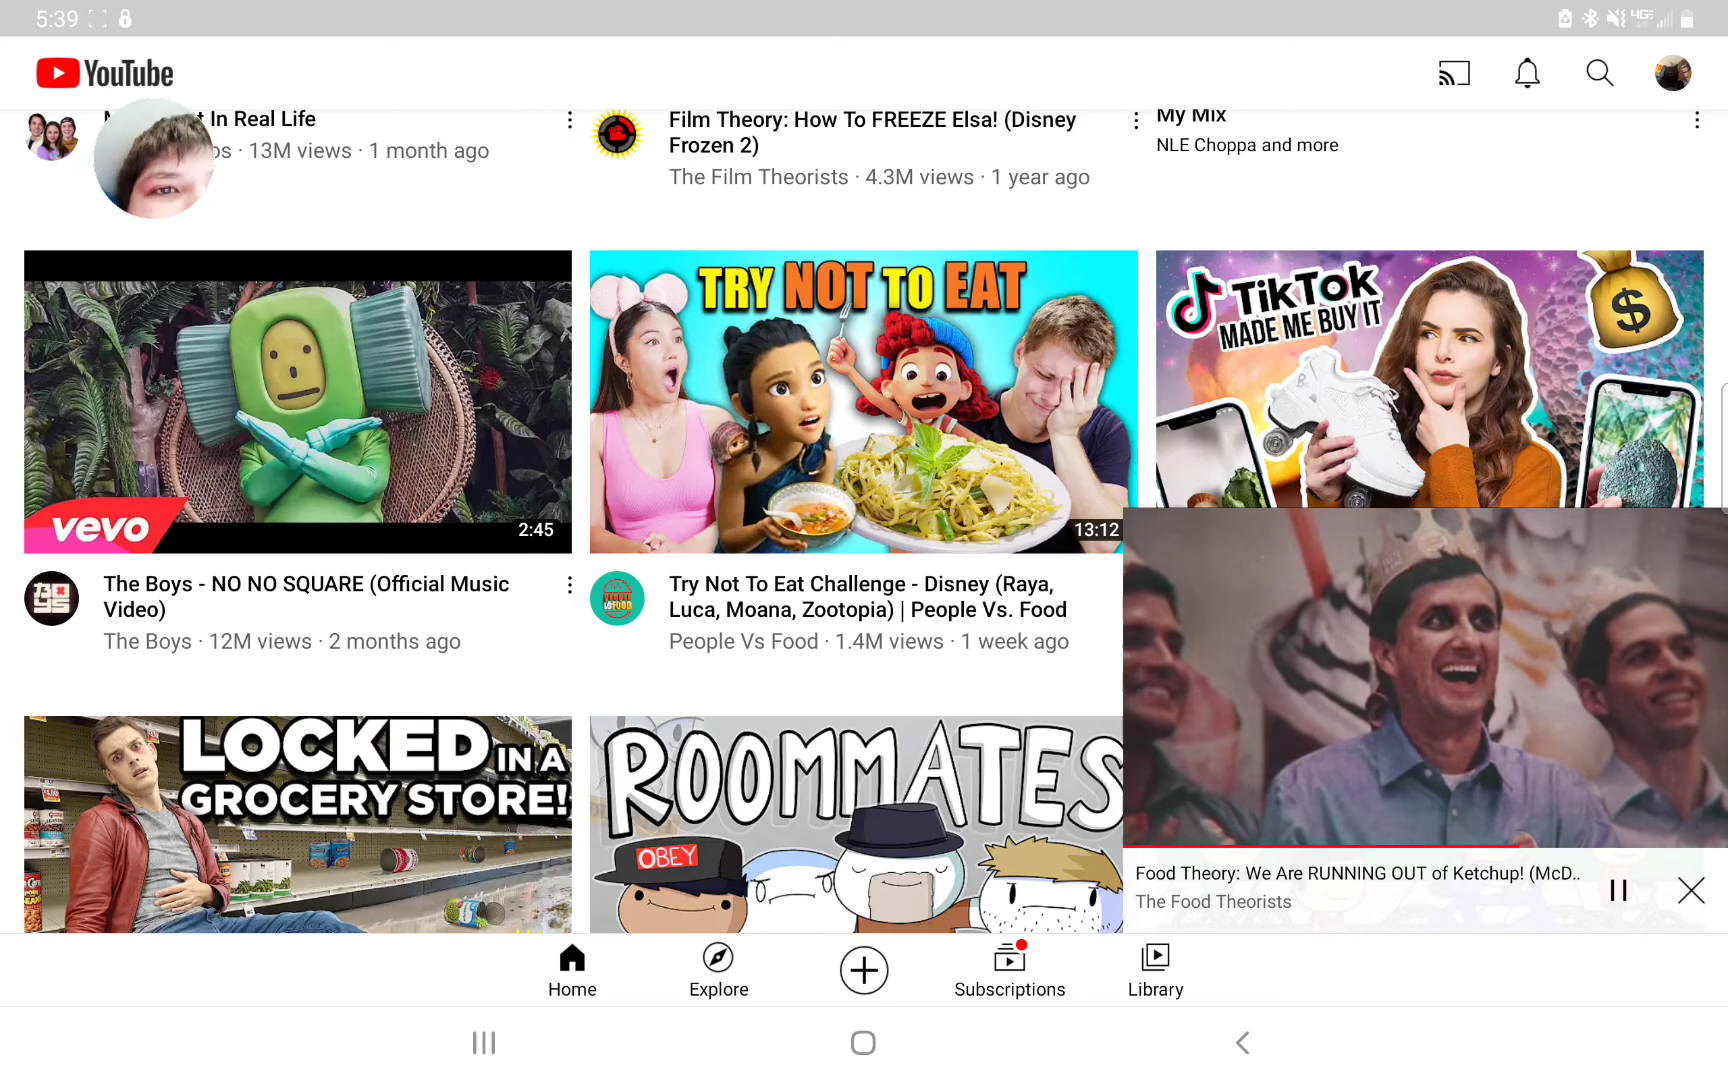 5:39
4GE
YouTube
t In Real Life
os · 13M views · 1 month ago
Film Theory: How To FREEZE Elsa! (Disney
Frozen 2)
The Film Theorists · 4.3M views · 1 year ago
My Mix
NLE Choppa and more
vevo
2:45
TRY NOT TO EAT
13:12
TikTok
MADE ME BUY IT
$
The Boys - NO NO SQUARE (Official Music
Video)
The Boys · 12M views · 2 months ago
PEOPLE
VS FOOD
Try Not To Eat Challenge - Disney (Raya,
Luca, Moana, Zootopia) | People Vs. Food
People Vs Food · 1.4M views · 1 week ago
LOCKED IN A
GROCERY STORE!
ROOMMATES
OBEY
Food Theory: We Are RUNNING OUT of Ketchup! (McD..
The Food Theorists
Home
Explore
Subscriptions
Library